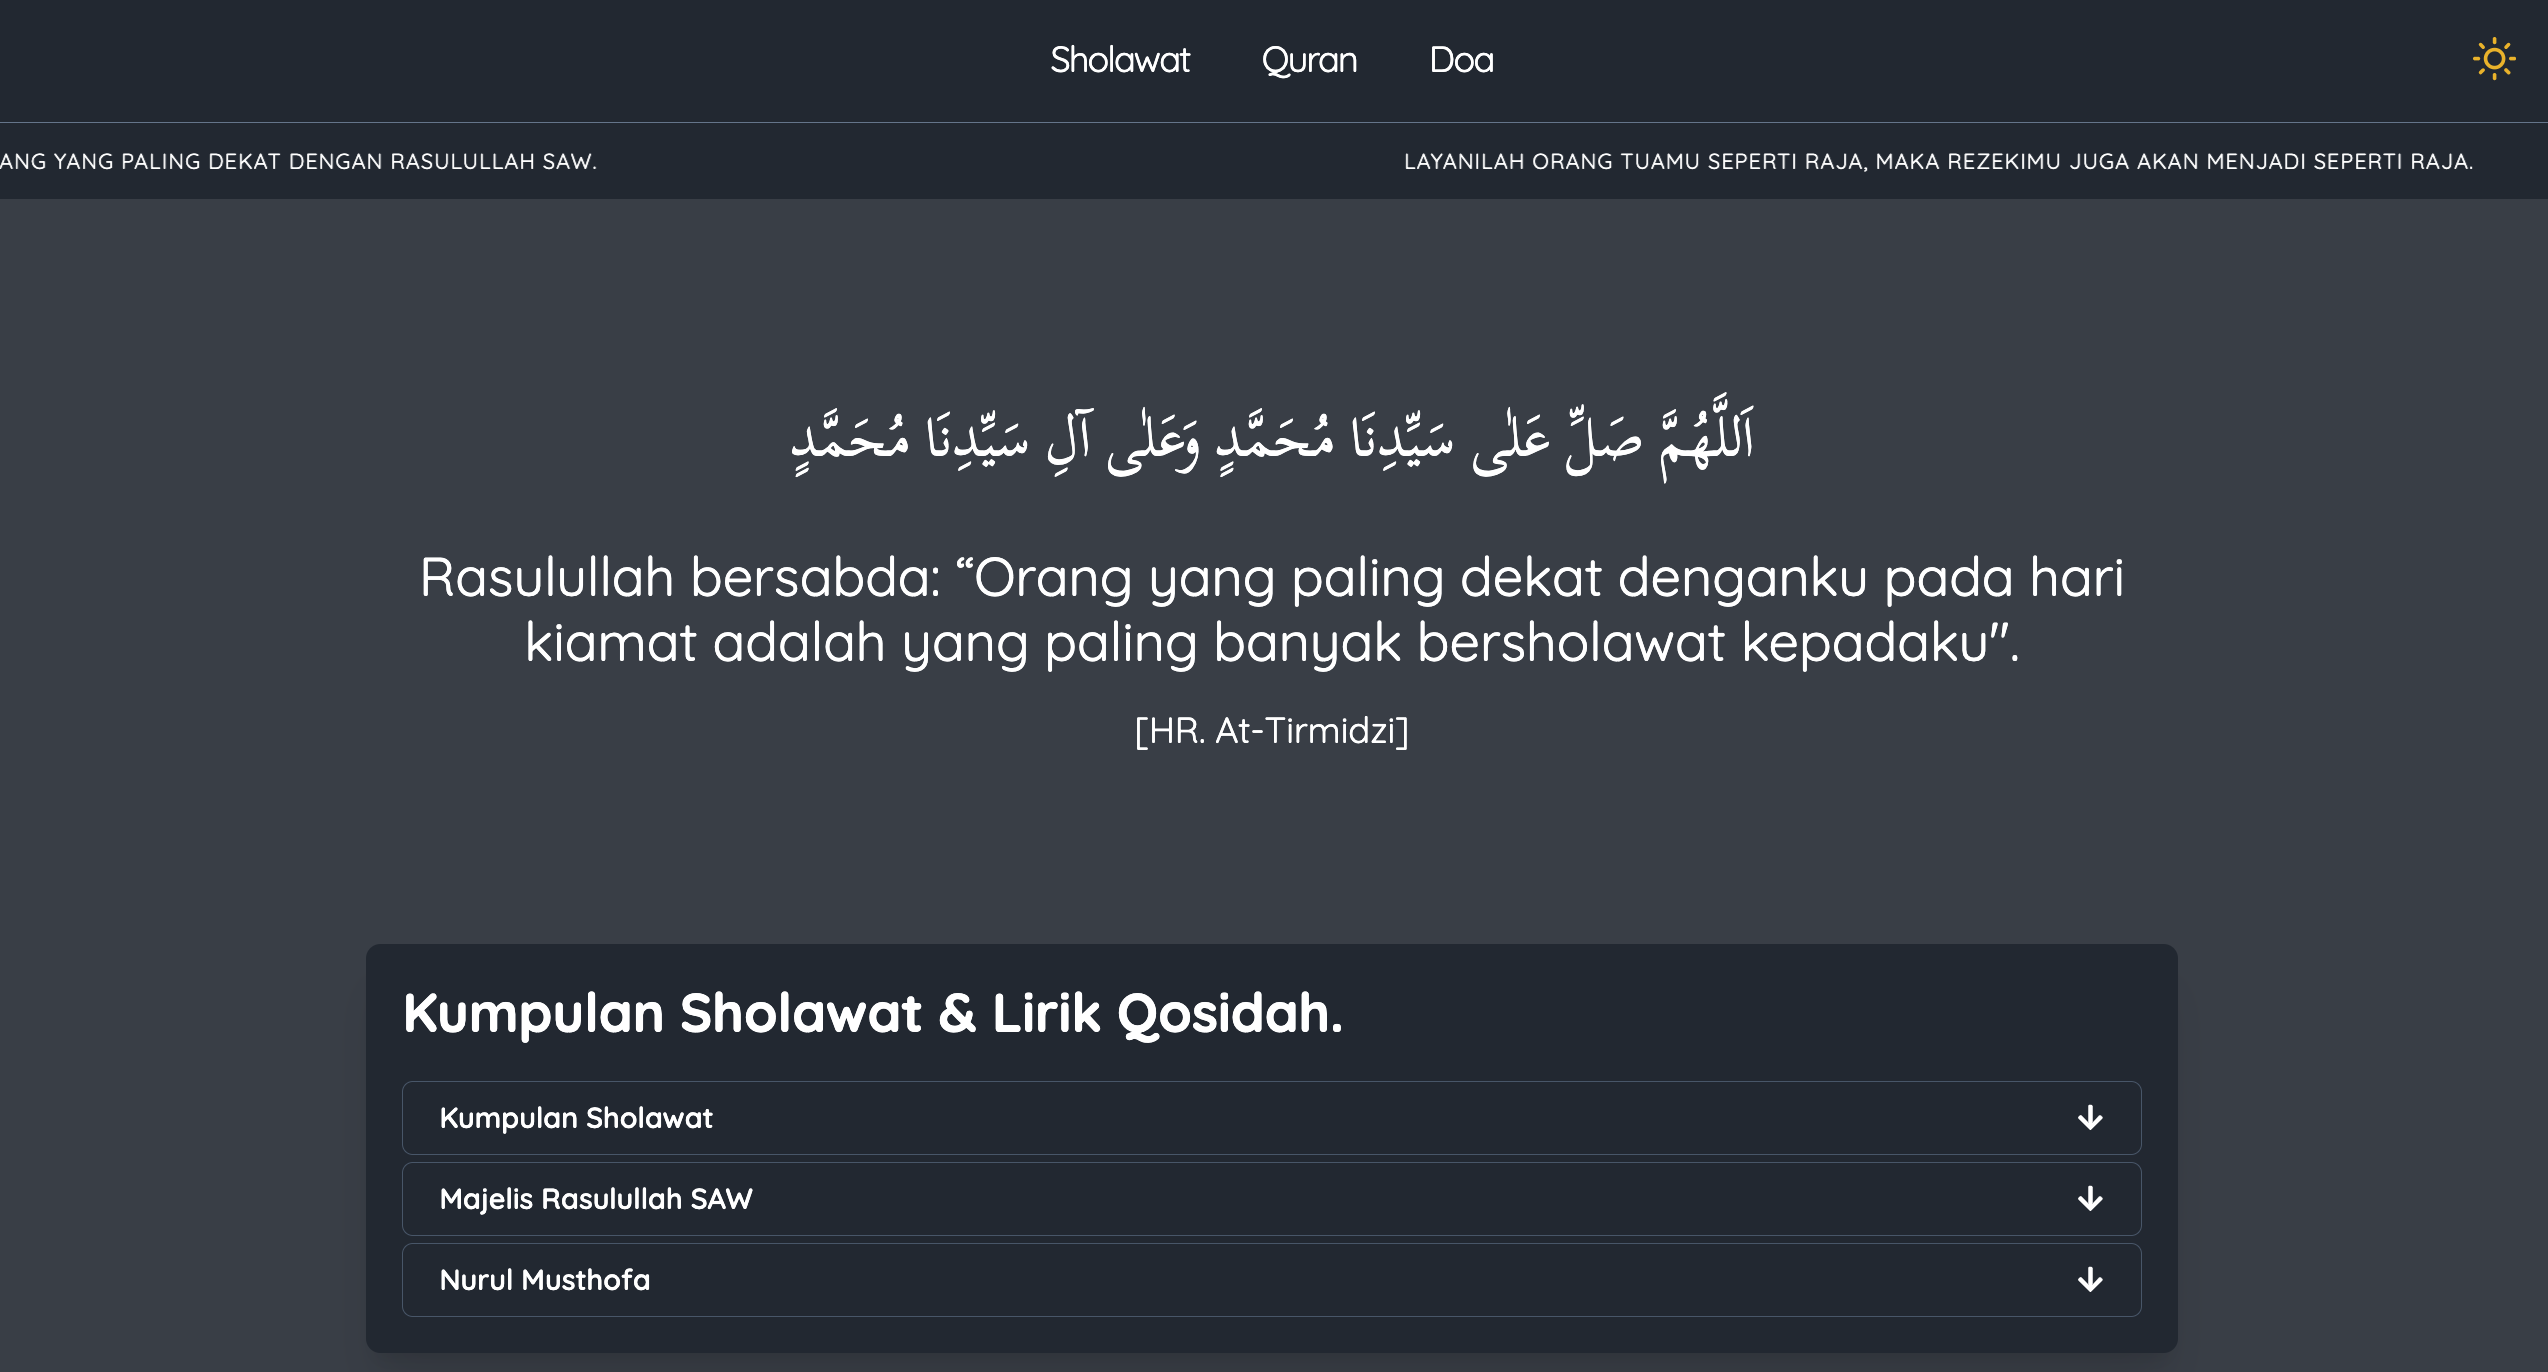 Sholawat Quran Doa
ANG YANG PALING DEKAT DENGAN RASULULLAH SAW. LAYANILAH ORANG TUAMU SEPERTI RAJA, MAKA REZEKIMU JUGA AKAN MENJADI SEPERTI RAJA.
اَللَّهُمَّ صَلِّ عَلٰى سَيِّدِنَا مُحَمَّدٍ وَعَلٰى آلِ سَيِّدِنَا مُحَمَّدٍ
Rasulullah bersabda: “Orang yang paling dekat denganku pada hari
kiamat adalah yang paling banyak bersholawat kepadaku".
[HR. At-Tirmidzi]
Kumpulan Sholawat & Lirik Qosidah.
Kumpulan Sholawat
Majelis Rasulullah SAW
Nurul Musthofa